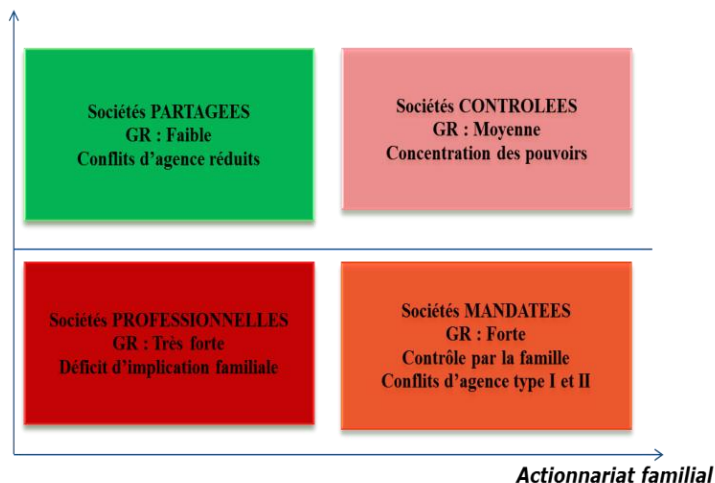 Sociétés PARTAGEES
GR : Faible
Conflits d'agence réduits
Sociétés CONTROLEES
GR : Moyenne
Concentration des pouvoirs
Sociétés PROFESSIONNELLES
GR : Très forte
Déficit d'implication familiale
Sociétés MANDATEES
GR : Forte
Contrôle par la famille
Conflits d'agence type I et II
Actionnariat familial